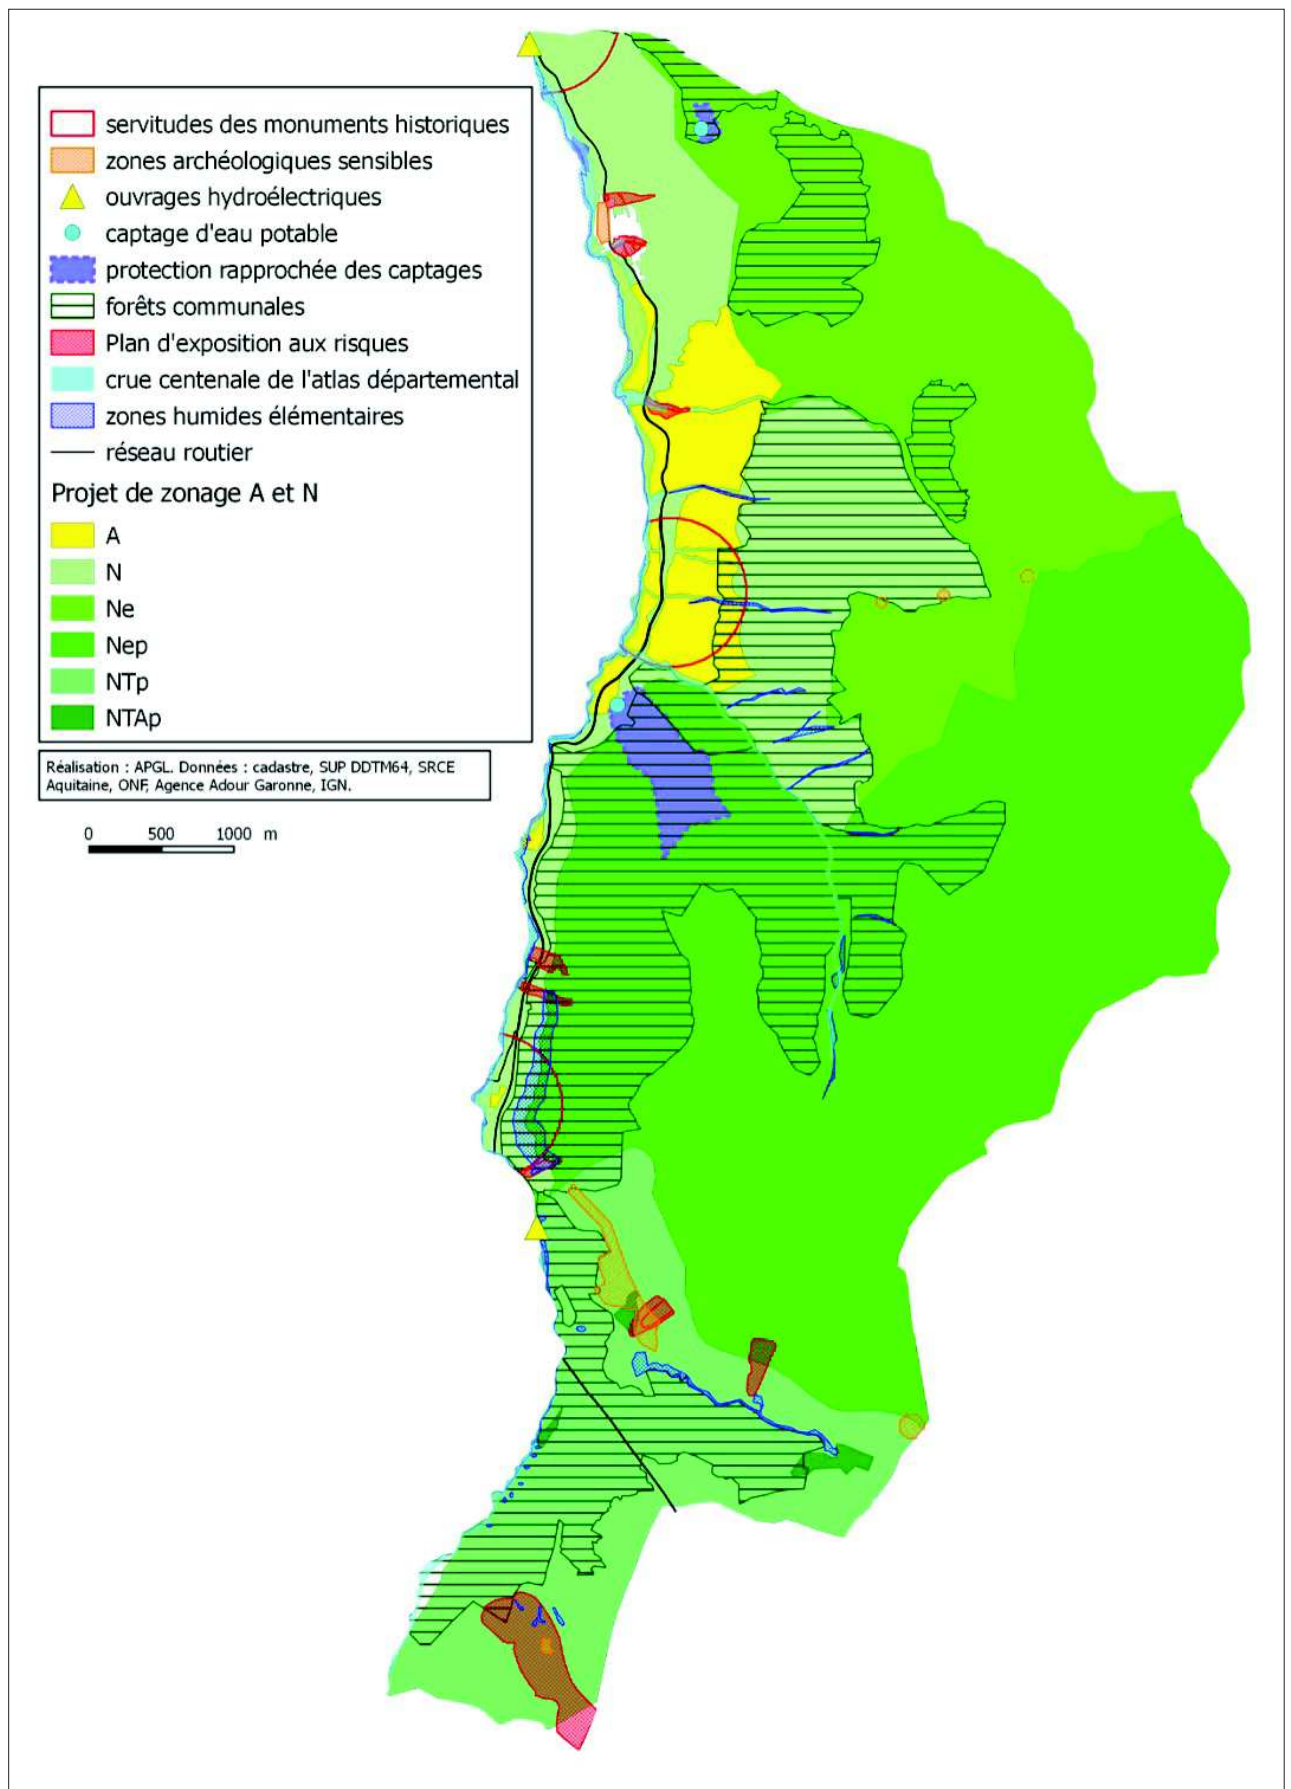 servitudes des monuments historiques
zones archéologiques sensibles
ouvrages hydroélectriques
captage d'eau potable
protection rapprochée des captages
forêts communales
Plan d'exposition aux risques
crue centenale de l'atlas départemental
zones humides élémentaires
réseau routier
Projet de zonage A et N
A
N
Ne
Nep
NTp
NTAp
Réalisation : APGL. Données : cadastre, SUP DDTM64, SRCE
Aquitaine, ONF, Agence Adour Garonne, IGN.
0 500 1000 m